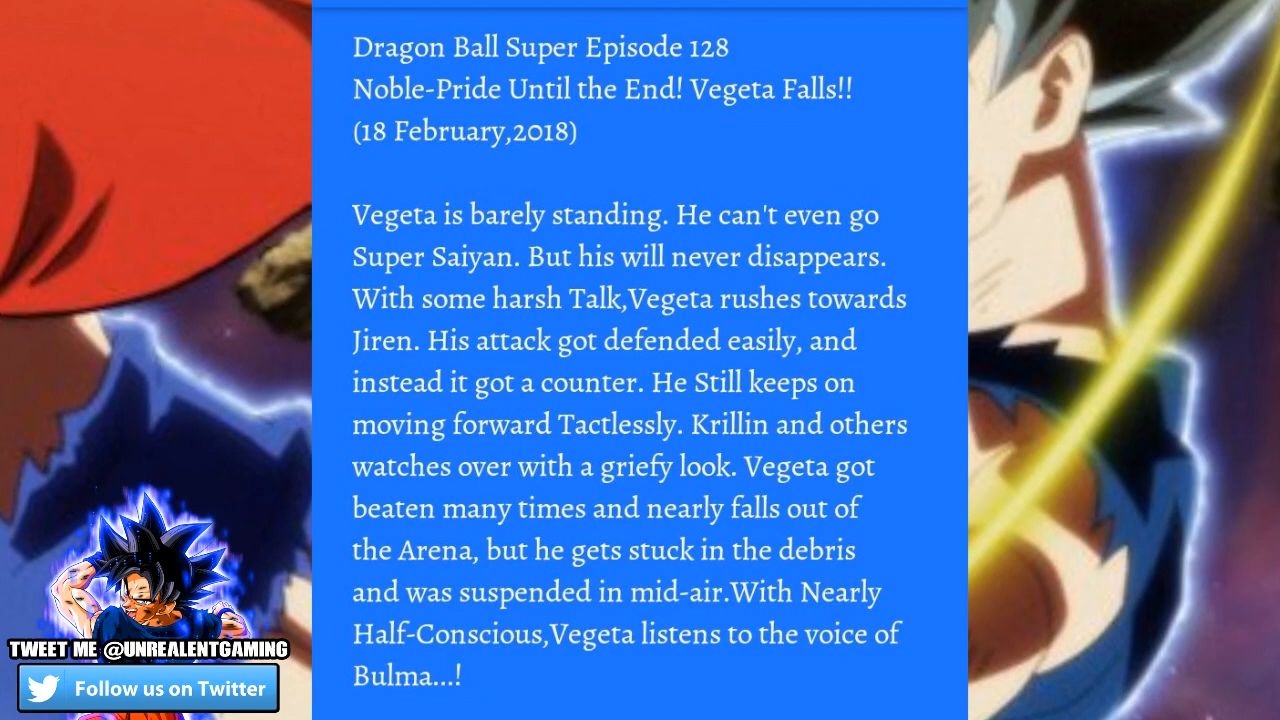 Dragon Ball Super Episode 128
Noble-Pride Until the End! Vegeta Falls!!
(18 February,2018)
Vegeta is barely standing. He can't even go
Super Saiyan. But his will never disappears.
With some harsh Talk,Vegeta rushes towards
Jiren. His attack got defended easily, and
instead it got a counter. He Still keeps on
moving forward Tactlessly. Krillin and others
watches over with a griefy look. Vegeta got
beaten many times and nearly falls out of
the Arena, but he gets stuck in the debris
and was suspended in mid-air.With Nearly
Half-Conscious,Vegeta listens to the voice of
Bulma...!
TWEET ME @UNREALENTGAMING
Follow us on Twitter